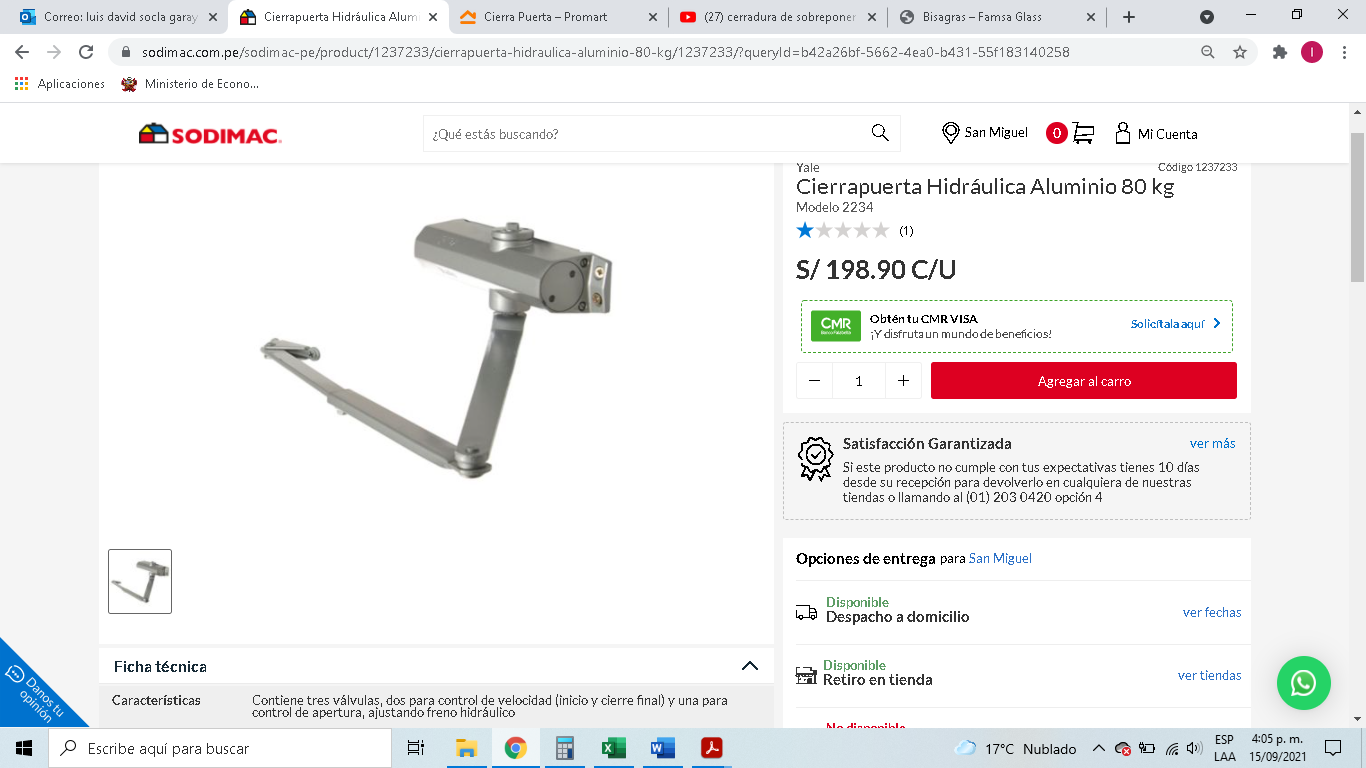 Correo: luis david socla garay
Cierrapuerta Hidráulica Alumi
Cierra Puerta – Promart
Bisagras – Famsa Glass
sodimac.com.pe/sodimac-pe/product/1237233/cierrapuerta-hidraulica-aluminio-80-kg/1237233/?queryId=b42a26bf-5662-4ea0-b431-55f183140258
I
Aplicaciones
Ministerio de Econo...
SODIMAC
¿Qué estás buscando?
San Miguel
0
Mi Cuenta
Yale
Código 1237233
Cierrapuerta Hidráulica Aluminio 80 kg
Modelo 2234
(1)
S/ 198.90 C/U
CMR
Obtén tu CMR VISA
¡Y disfruta un mundo de beneficios!
Solicítala aquí
1
Agregar al carro
Satisfacción Garantizada
ver más
Si este producto no cumple con tus expectativas tienes 10 días
desde su recepción para devolverlo en cualquiera de nuestras
tiendas o llamando al (01) 203 0420 opción 4
Opciones de entrega para San Miguel
Disponible
Despacho a domicilio
ver fechas
Disponible
Retiro en tienda
ver tiendas
No disponible
Ficha técnica
Características
Contiene tres válvulas, dos para control de velocidad (inicio y cierre final) y una para
control de apertura, ajustando freno hidráulico
Danos tu
opinión
Escribe aquí para buscar
17°C Nublado
ESP
LAA
4:05 p. m.
15/09/2021